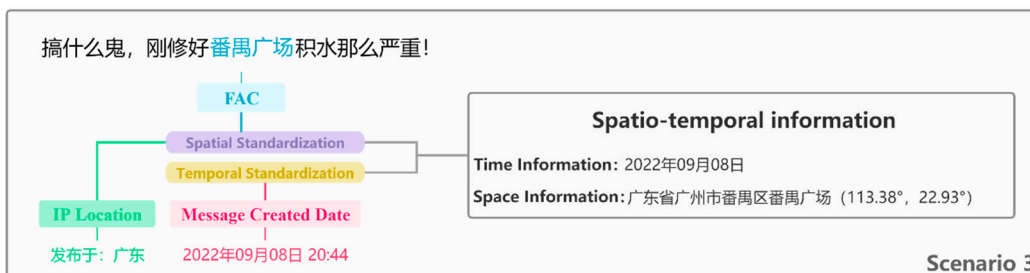 搞什么鬼，刚修好番禺广场积水那么严重！
FAC
Spatial Standardization
Temporal Standardization
IP Location
Message Created Date
发布于：广东
2022年09月08日 20:44
Spatio-temporal information
Time Information：2022年09月08日
Space Information：广东省广州市番禺区番禺广场（113.38°，22.93°）
Scenario 3